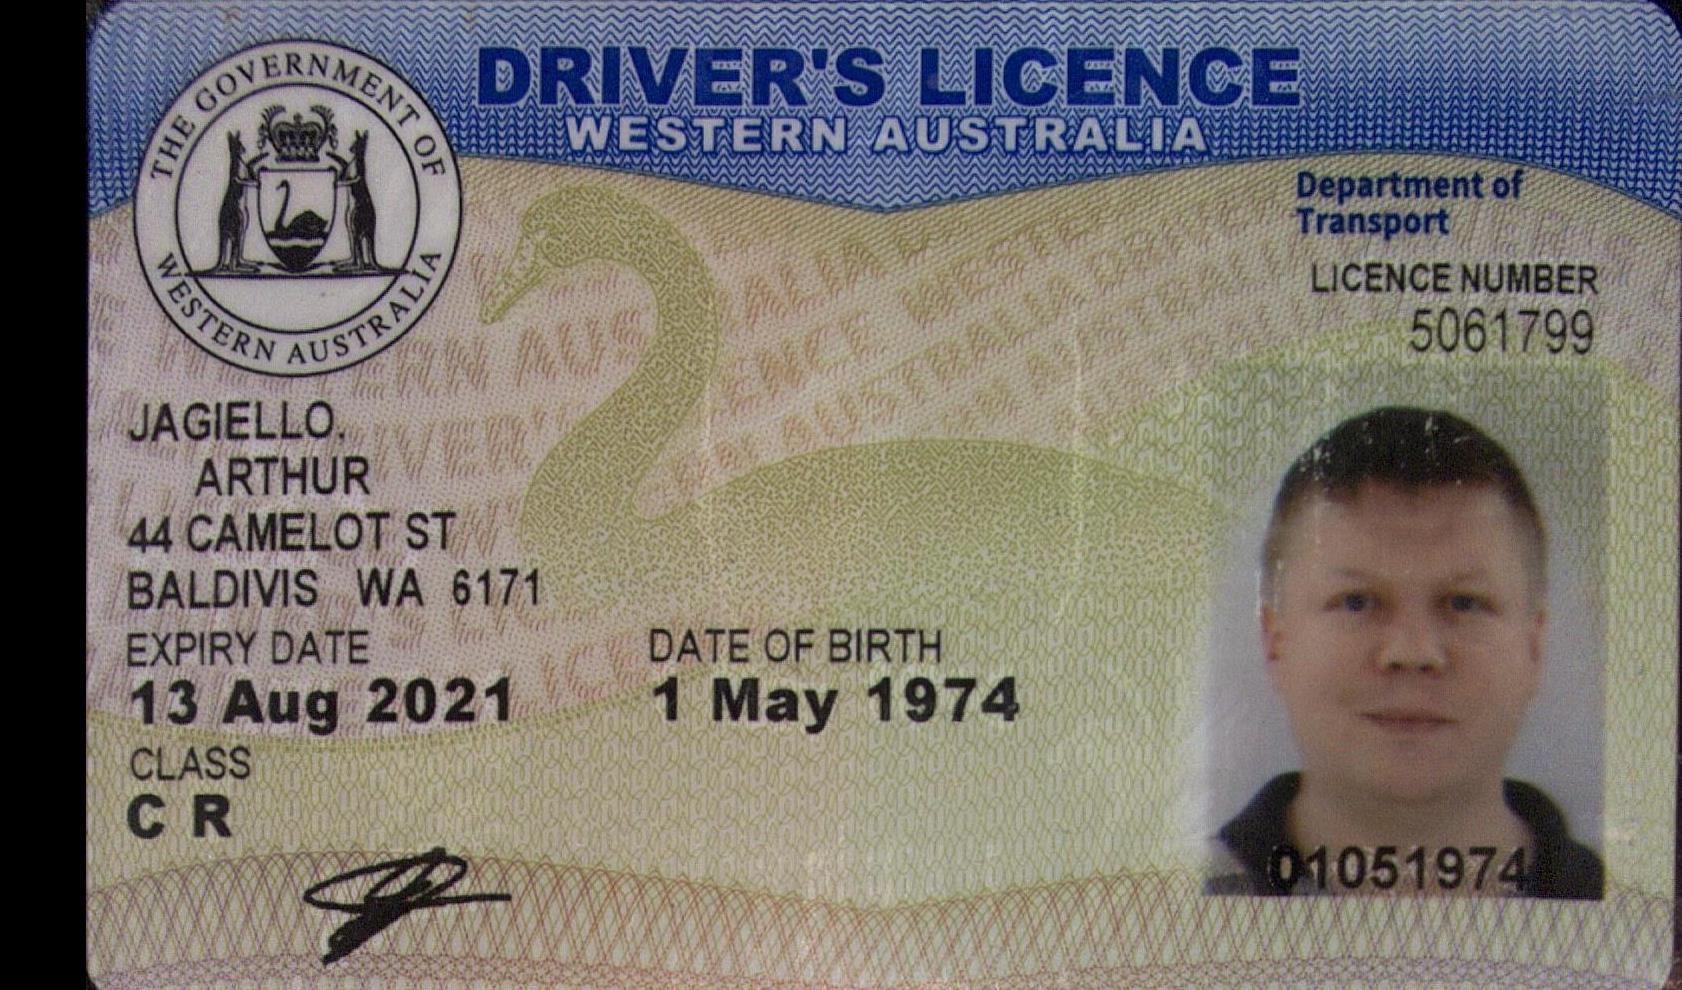 DRIVER'S LICENCE
WESTERN AUSTRALIA
THE GOVERNMENT OF
WESTERN AUSTRALIA
Department of
Transport
LICENCE NUMBER
5061799
JAGIELLO.
ARTHUR
44 CAMELOT ST
BALDIVIS WA 6171
EXPIRY DATE
13 Aug 2021
DATE OF BIRTH
1 May 1974
CLASS
C R
01051974